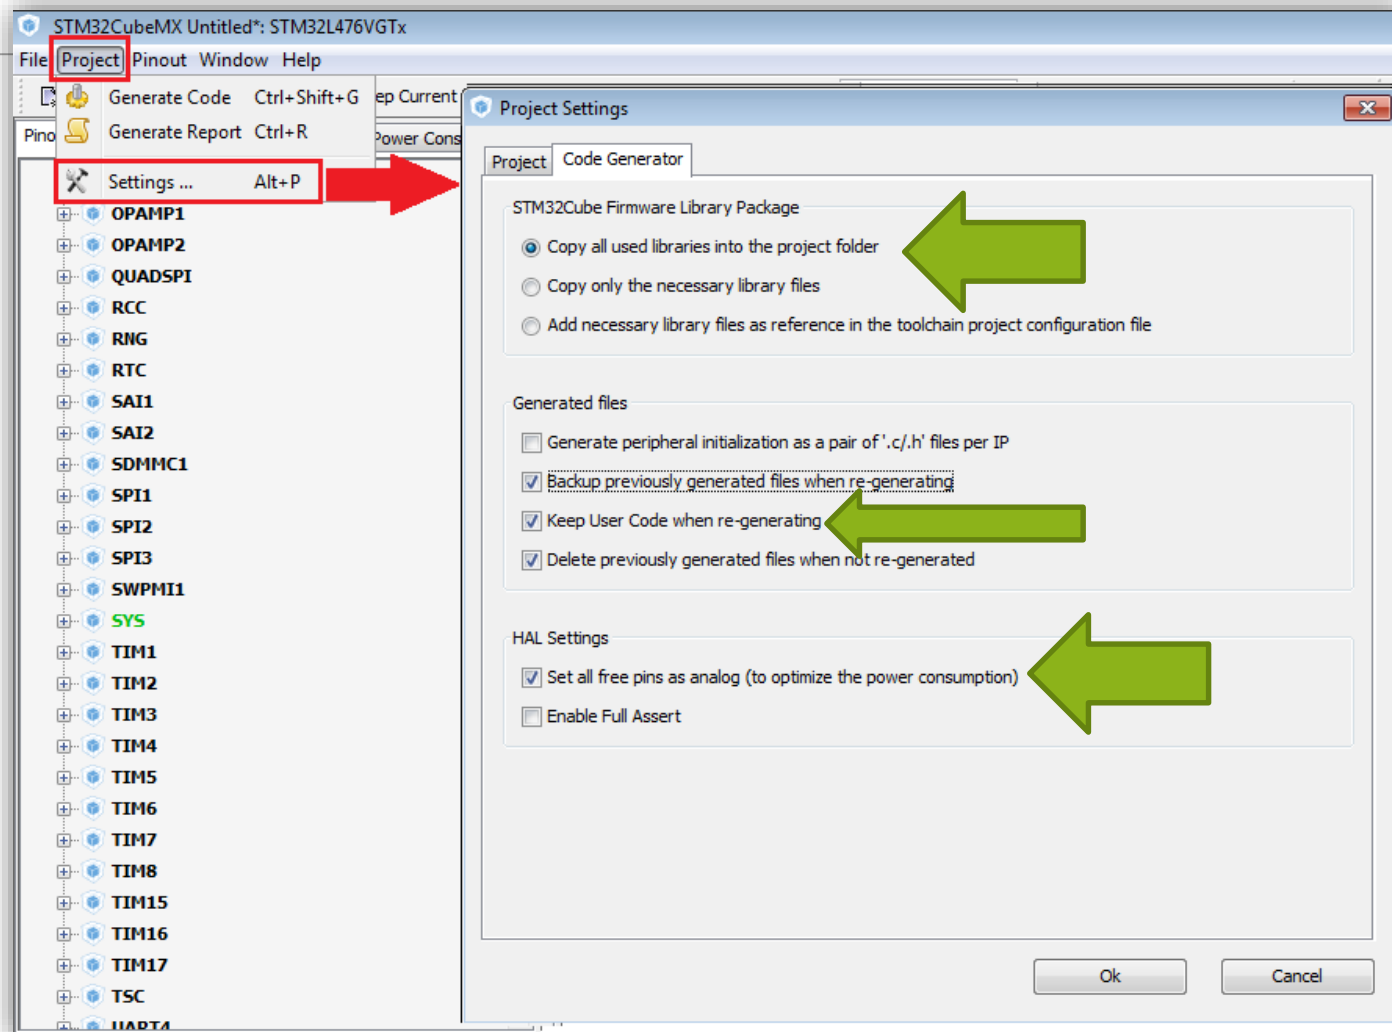 STM32CubeMX Untitled*: STM32L476VGTx
File Project Pinout Window Help
Generate Code Ctrl+Shift+G
ep Current
Generate Report Ctrl+R
Pino
Power Cons
Settings ... Alt+P
OPAMP1
OPAMP2
QUADSPI
RCC
RNG
RTC
SAI1
SAI2
SDMMC1
SPI1
SPI2
SPI3
SWPMI1
SYS
TIM1
TIM2
TIM3
TIM4
TIM5
TIM6
TIM7
TIM8
TIM15
TIM16
TIM17
TSC
UART4
Project Settings
Project Code Generator
STM32Cube Firmware Library Package
Copy all used libraries into the project folder
Copy only the necessary library files
Add necessary library files as reference in the toolchain project configuration file
Generated files
Generate peripheral initialization as a pair of '.c/.h' files per IP
Backup previously generated files when re-generating
Keep User Code when re-generating
Delete previously generated files when not re-generated
HAL Settings
Set all free pins as analog (to optimize the power consumption)
Enable Full Assert
Ok Cancel